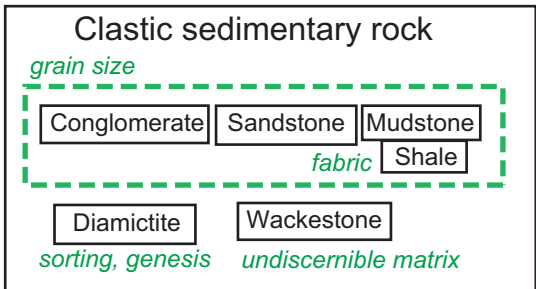 Clastic sedimentary rock
grain size
Conglomerate Sandstone Mudstone
fabric Shale
Diamictite Wackestone
sorting, genesis undiscernible matrix